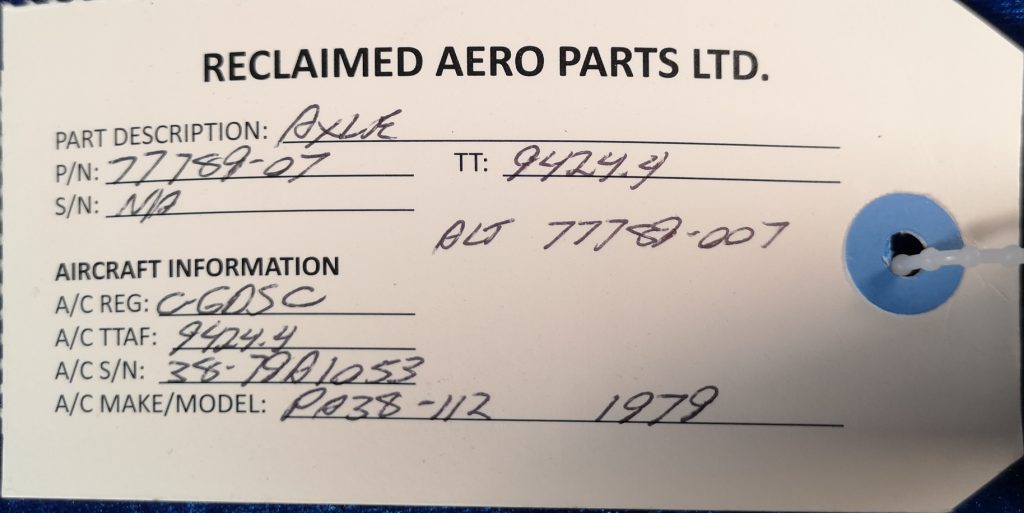 RECLAIMED AERO PARTS LTD.
PART DESCRIPTION: AXLE
P/N: 77789-07 TT: 9424.4
S/N: N/A
ALT 77789-007
AIRCRAFT INFORMATION
A/C REG: C-GDSC
A/C TTAF: 9424.4
A/C S/N: 38-79A1053
A/C MAKE/MODEL: PA38-112 1979